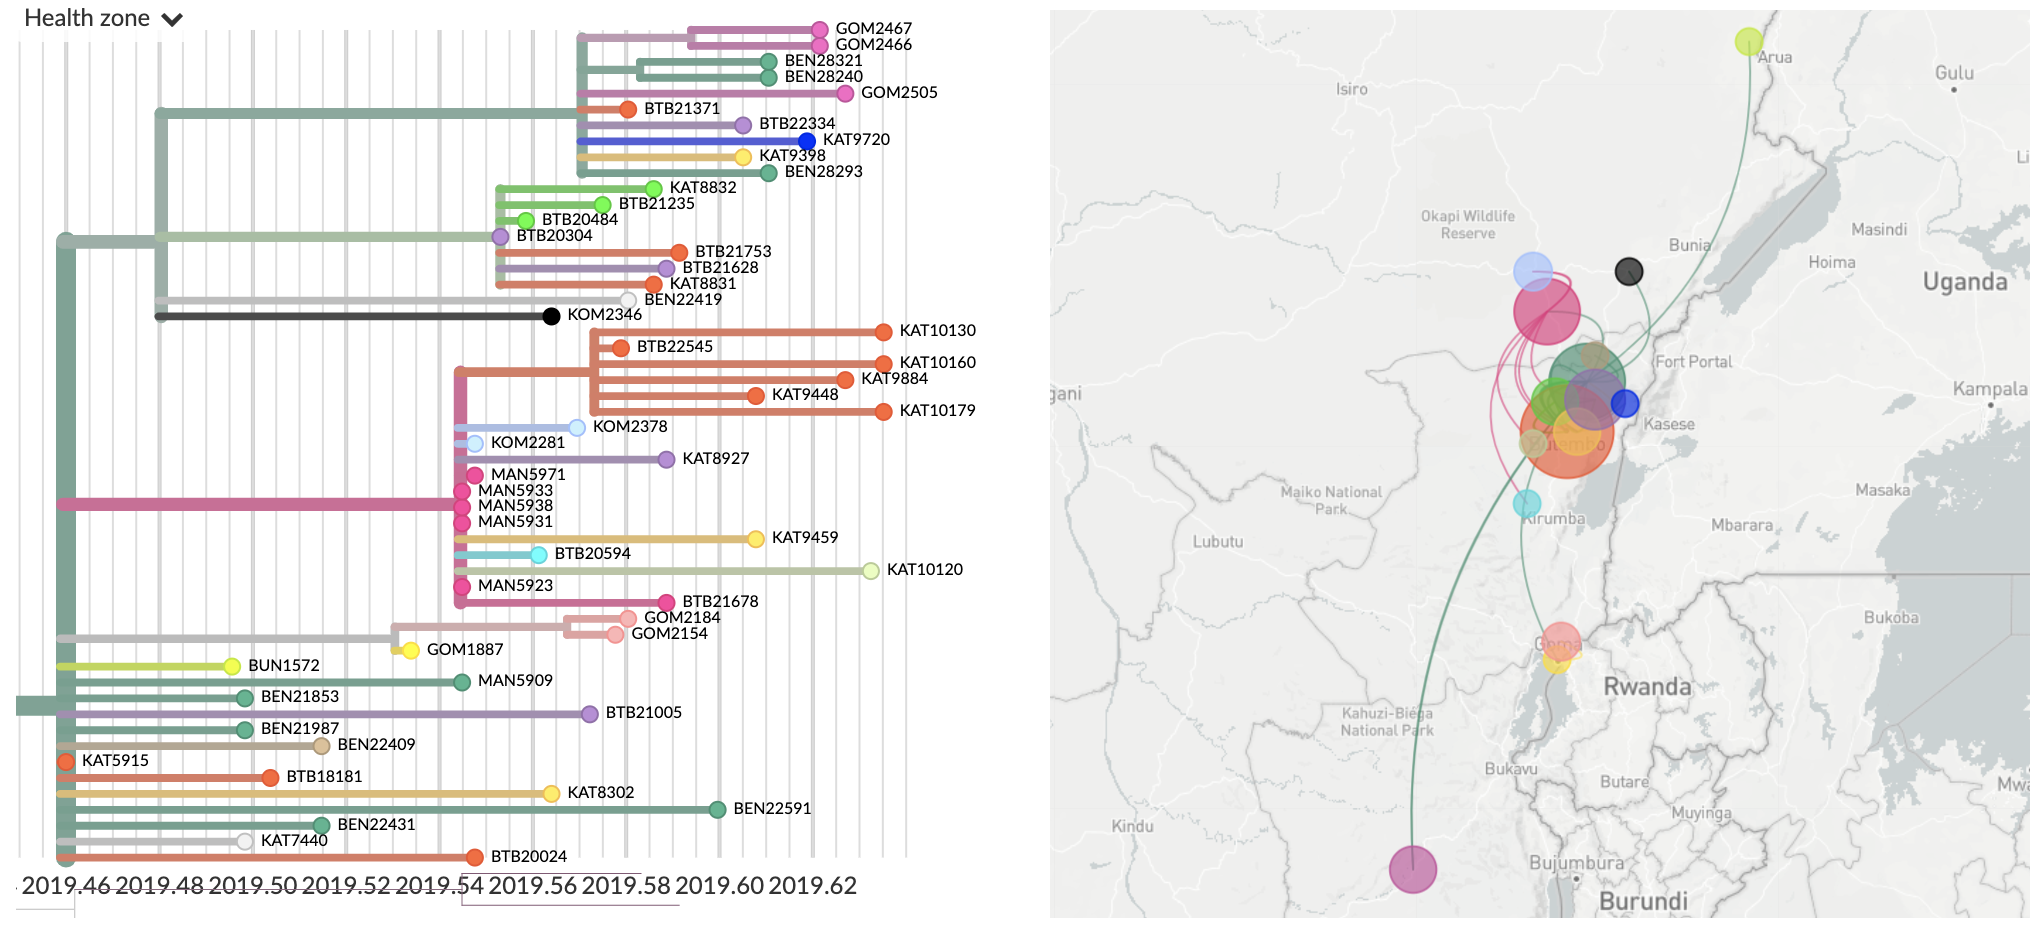 Health zone
GOM2467
GOM2466
BEN28321
BEN28240
GOM2505
BTB21371
BTB22334
KAT9720
KAT9398
BEN28293
KAT8832
BTB21235
BTB20484
BTB20304
BTB21753
BTB21628
KAT8831
BEN22419
KOM2346
KAT10130
BTB22545
KAT10160
KAT9884
KAT9448
KAT10179
KOM2378
KOM2281
KAT8927
MAN5971
MAN5933
MAN5938
MAN5931
KAT9459
BTB20594
KAT10120
MAN5923
BTB21678
GOM2184
GOM2154
GOM1887
BUN1572
MAN5909
BEN21853
BTB21005
BEN21987
BEN22409
KAT5915
BTB18181
KAT8302
BEN22591
BEN22431
KAT7440
BTB20024
2019.46 2019.48 2019.50 2019.52 2019.54 2019.56 2019.58 2019.60 2019.62
Arua
Gulu
Isiro
Okapi Wildlife
Reserve
Bunia
Masindi
Hoima
Uganda
Fort Portal
Kampala
Kasese
Butembo
Maiko National
Park
Masaka
Kirumba
Mbarara
Lubutu
Bukoba
Goma
Rwanda
Kahuzi-Biéga
National Park
Bukavu
Butare
Muyinga
Kindu
Bujumbura
Burundi